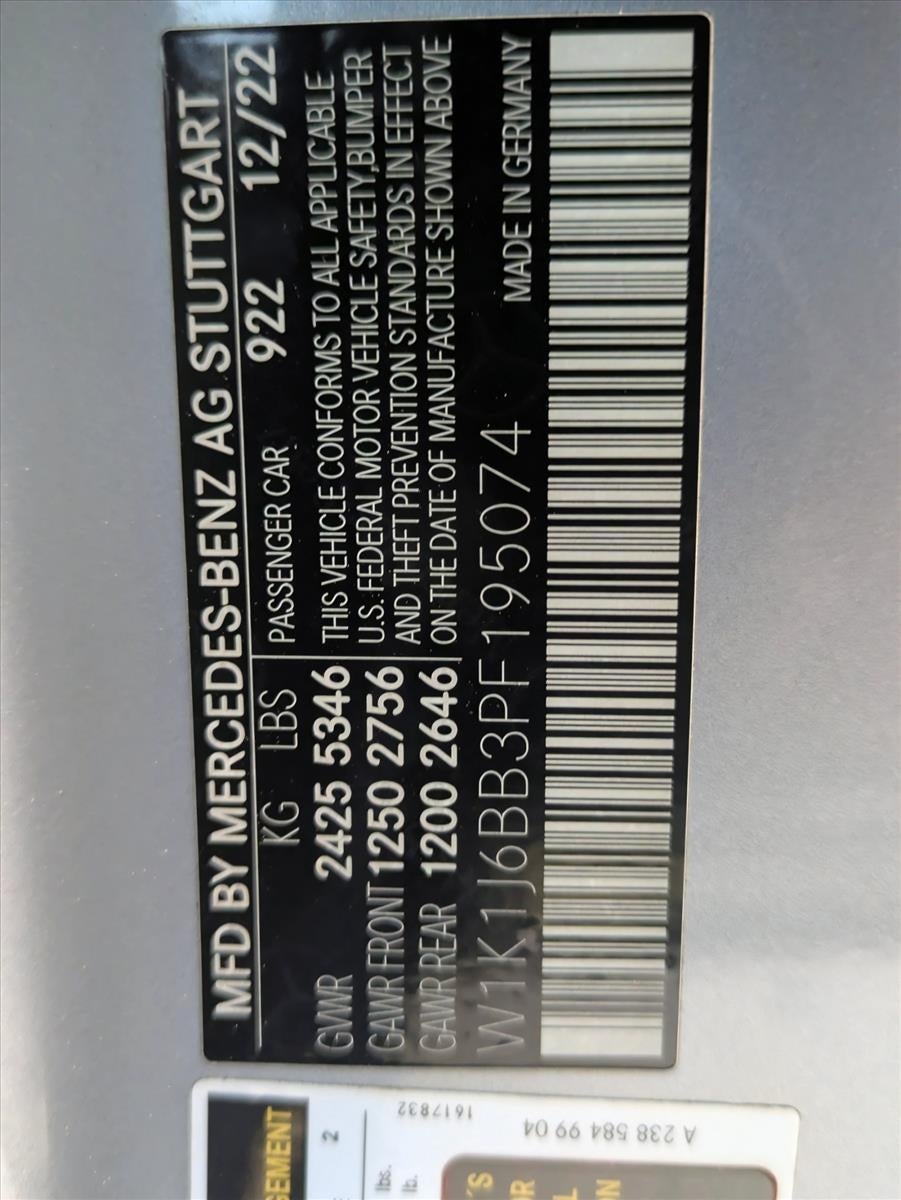 MFD BY MERCEDES-BENZ AG STUTTGART
KG LBS PASSENGER CAR 922 12/22
GVWR 2425 5346 THIS VEHICLE CONFORMS TO ALL APPLICABLE
U.S. FEDERAL MOTOR VEHICLE SAFETY,BUMPER
GAWR FRONT 1250 2756 AND THEFT PREVENTION STANDARDS IN EFFECT
GAWR REAR 1200 2646 ON THE DATE OF MANUFACTURE SHOWN ABOVE
W1K1J6BB3PF195074 MADE IN GERMANY
2
lbs.
lb.
1617832
A 238 584 99 04